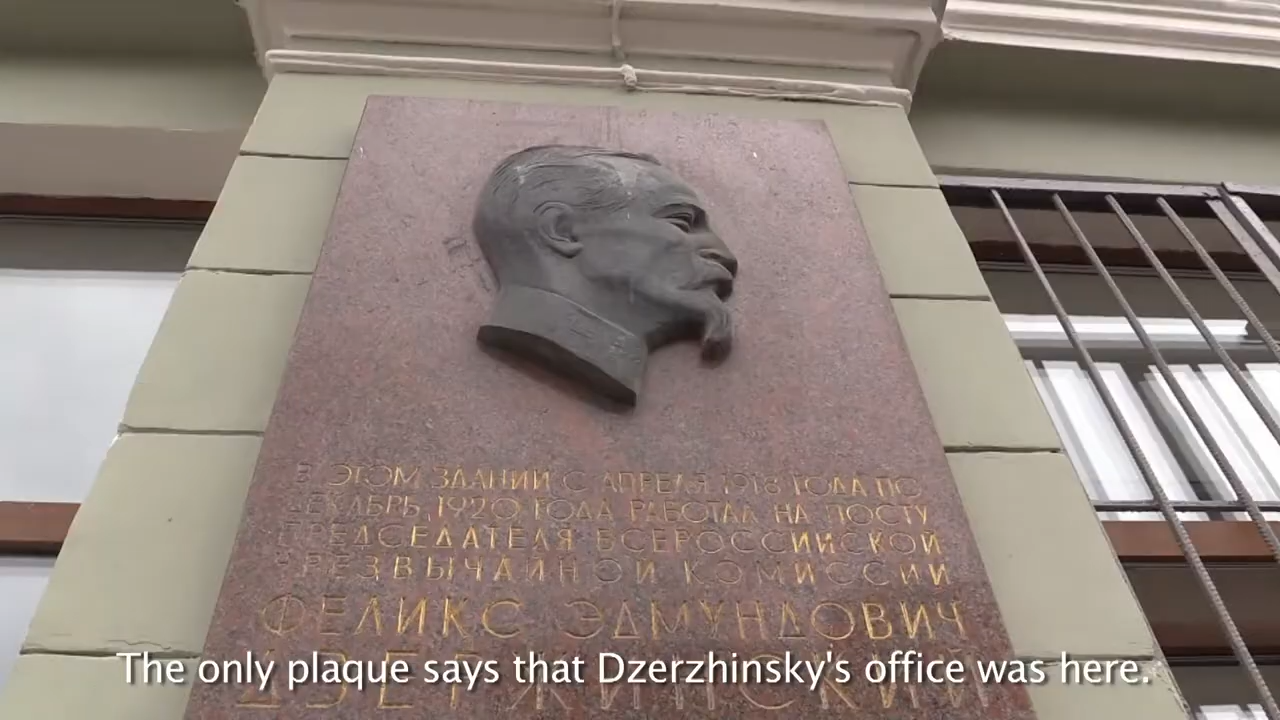 В ЭТОМ ЗДАНИИ С АПРЕЛЯ 1918 ГОДА ПО
ДЕКАБРЬ 1920 ГОДА РАБОТАЛ НА ПОСТУ
ПРЕДСЕДАТЕЛЯ ВСЕРОССИЙСКОЙ
ЧРЕЗВЫЧАЙНОЙ КОМИССИИ
ФЕЛИКС ЭДМУНДОВИЧ
ДЗЕРЖИНСКИЙ
The only plaque says that Dzerzhinsky's office was here.